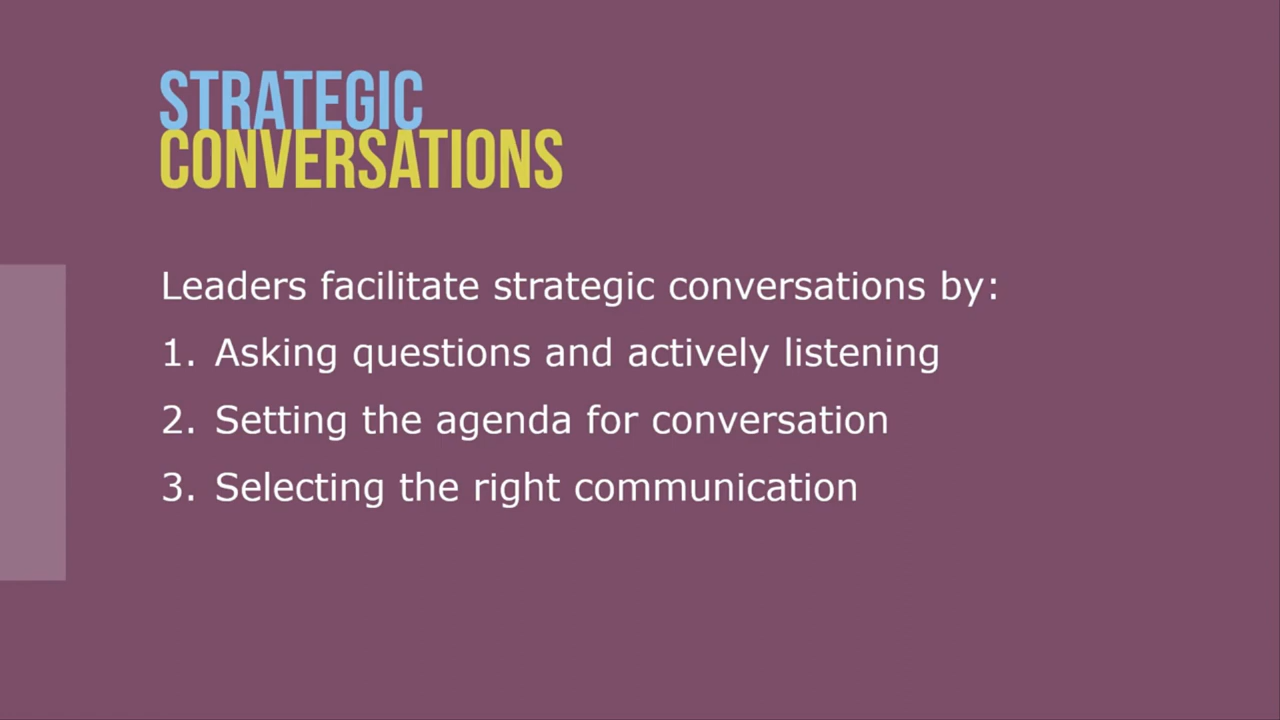 STRATEGIC
CONVERSATIONS
Leaders facilitate strategic conversations by:
1. Asking questions and actively listening
2. Setting the agenda for conversation
3. Selecting the right communication